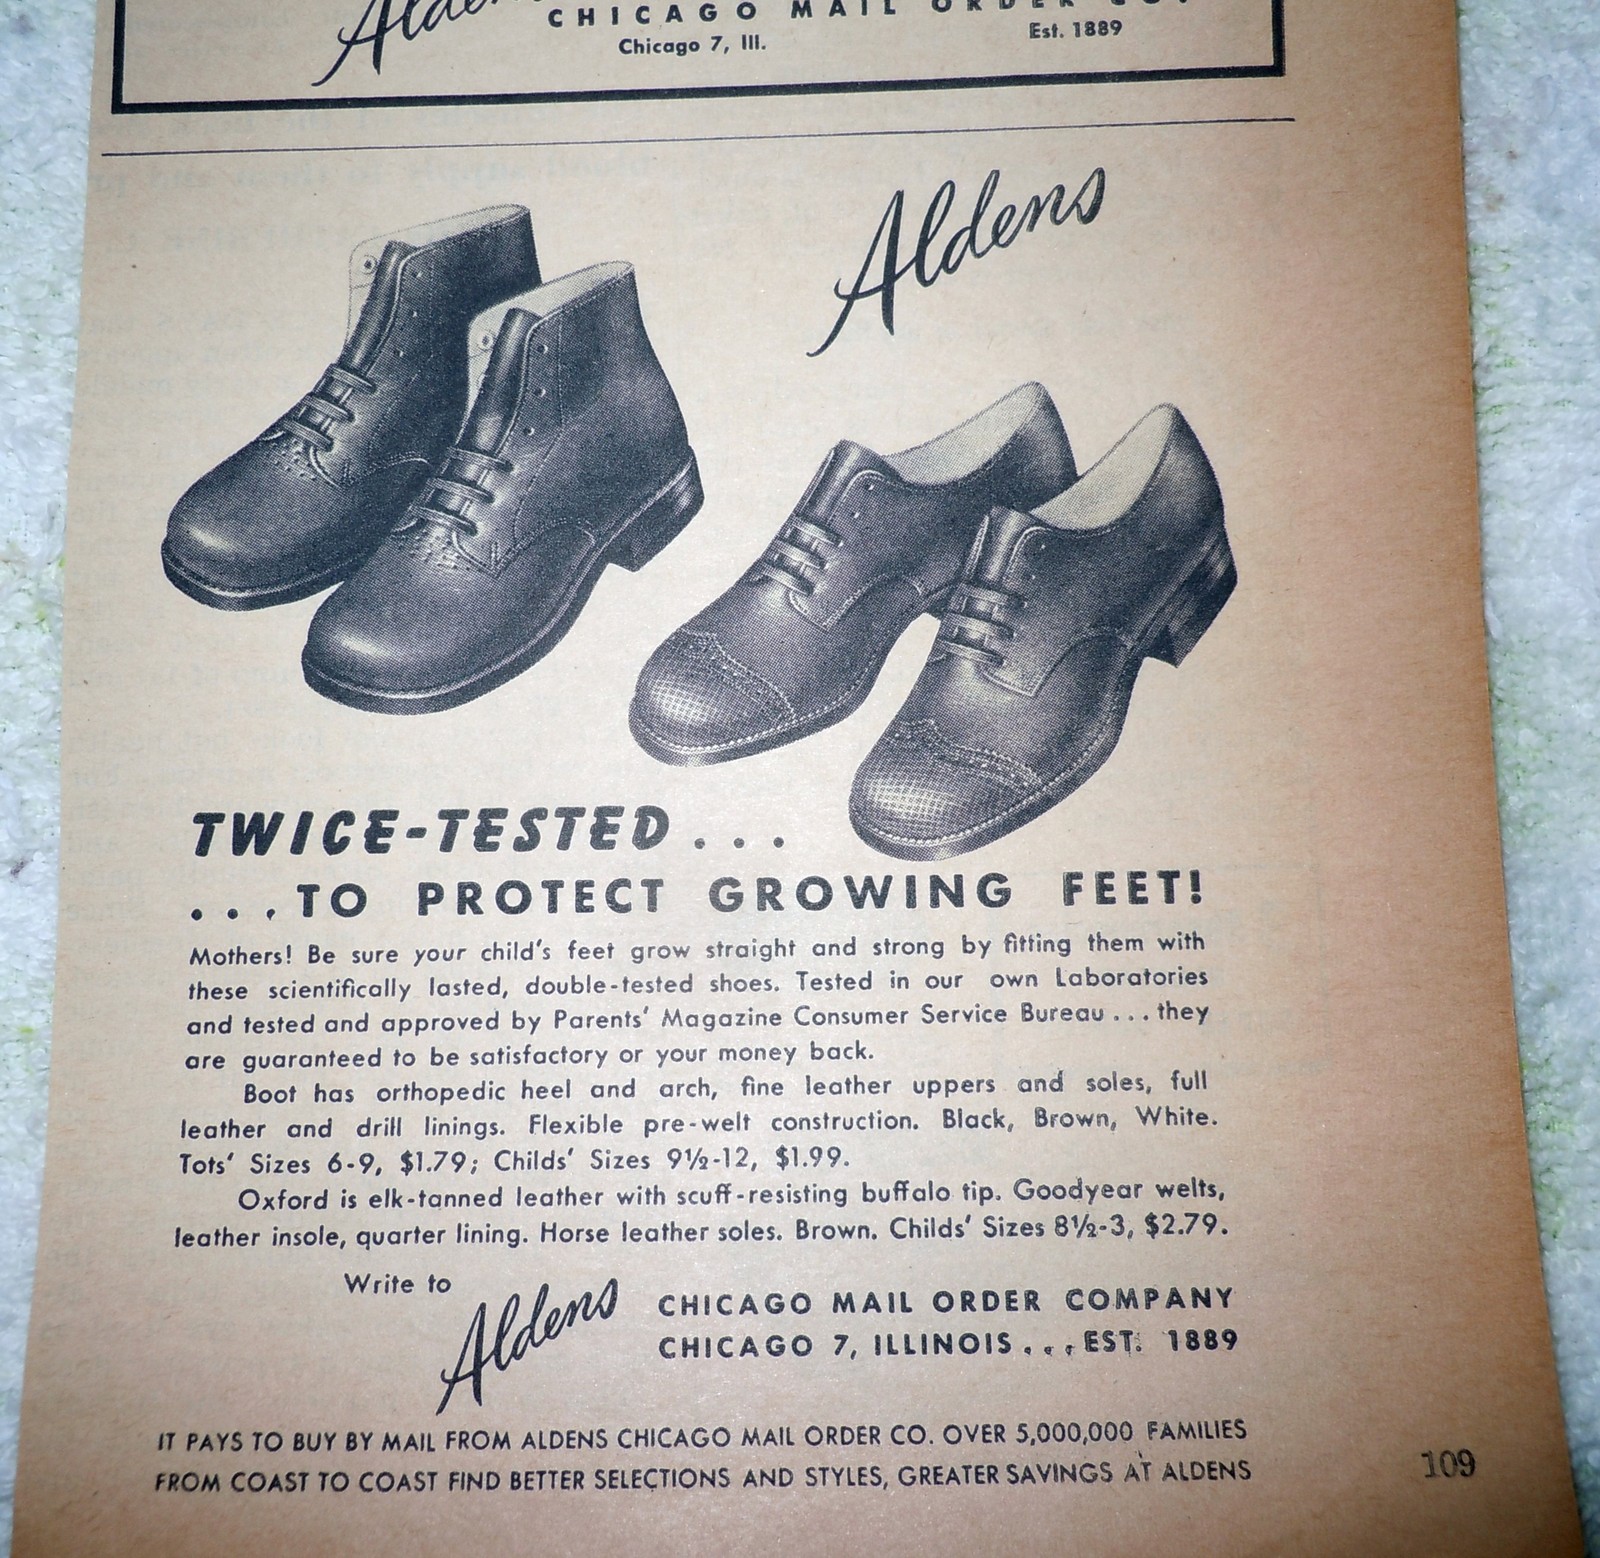 Aldens
CHICAGO MAIL ORDER CO.
Chicago 7, Ill.
Est. 1889
Aldens
TWICE-TESTED...
...TO PROTECT GROWING FEET!
Mothers! Be sure your child's feet grow straight and strong by fitting them with
these scientifically lasted, double-tested shoes. Tested in our own Laboratories
and tested and approved by Parents' Magazine Consumer Service Bureau...they
are guaranteed to be satisfactory or your money back.
Boot has orthopedic heel and arch, fine leather uppers and soles, full
leather and drill linings. Flexible pre-welt construction. Black, Brown, White.
Tots' Sizes 6-9, $1.79; Childs' Sizes 9½-12, $1.99.
Oxford is elk-tanned leather with scuff-resisting buffalo tip. Goodyear welts,
leather insole, quarter lining. Horse leather soles. Brown. Childs' Sizes 8½-3, $2.79.
Write to
Aldens
CHICAGO MAIL ORDER COMPANY
CHICAGO 7, ILLINOIS...EST. 1889
IT PAYS TO BUY BY MAIL FROM ALDENS CHICAGO MAIL ORDER CO. OVER 5,000,000 FAMILIES
FROM COAST TO COAST FIND BETTER SELECTIONS AND STYLES, GREATER SAVINGS AT ALDENS
109